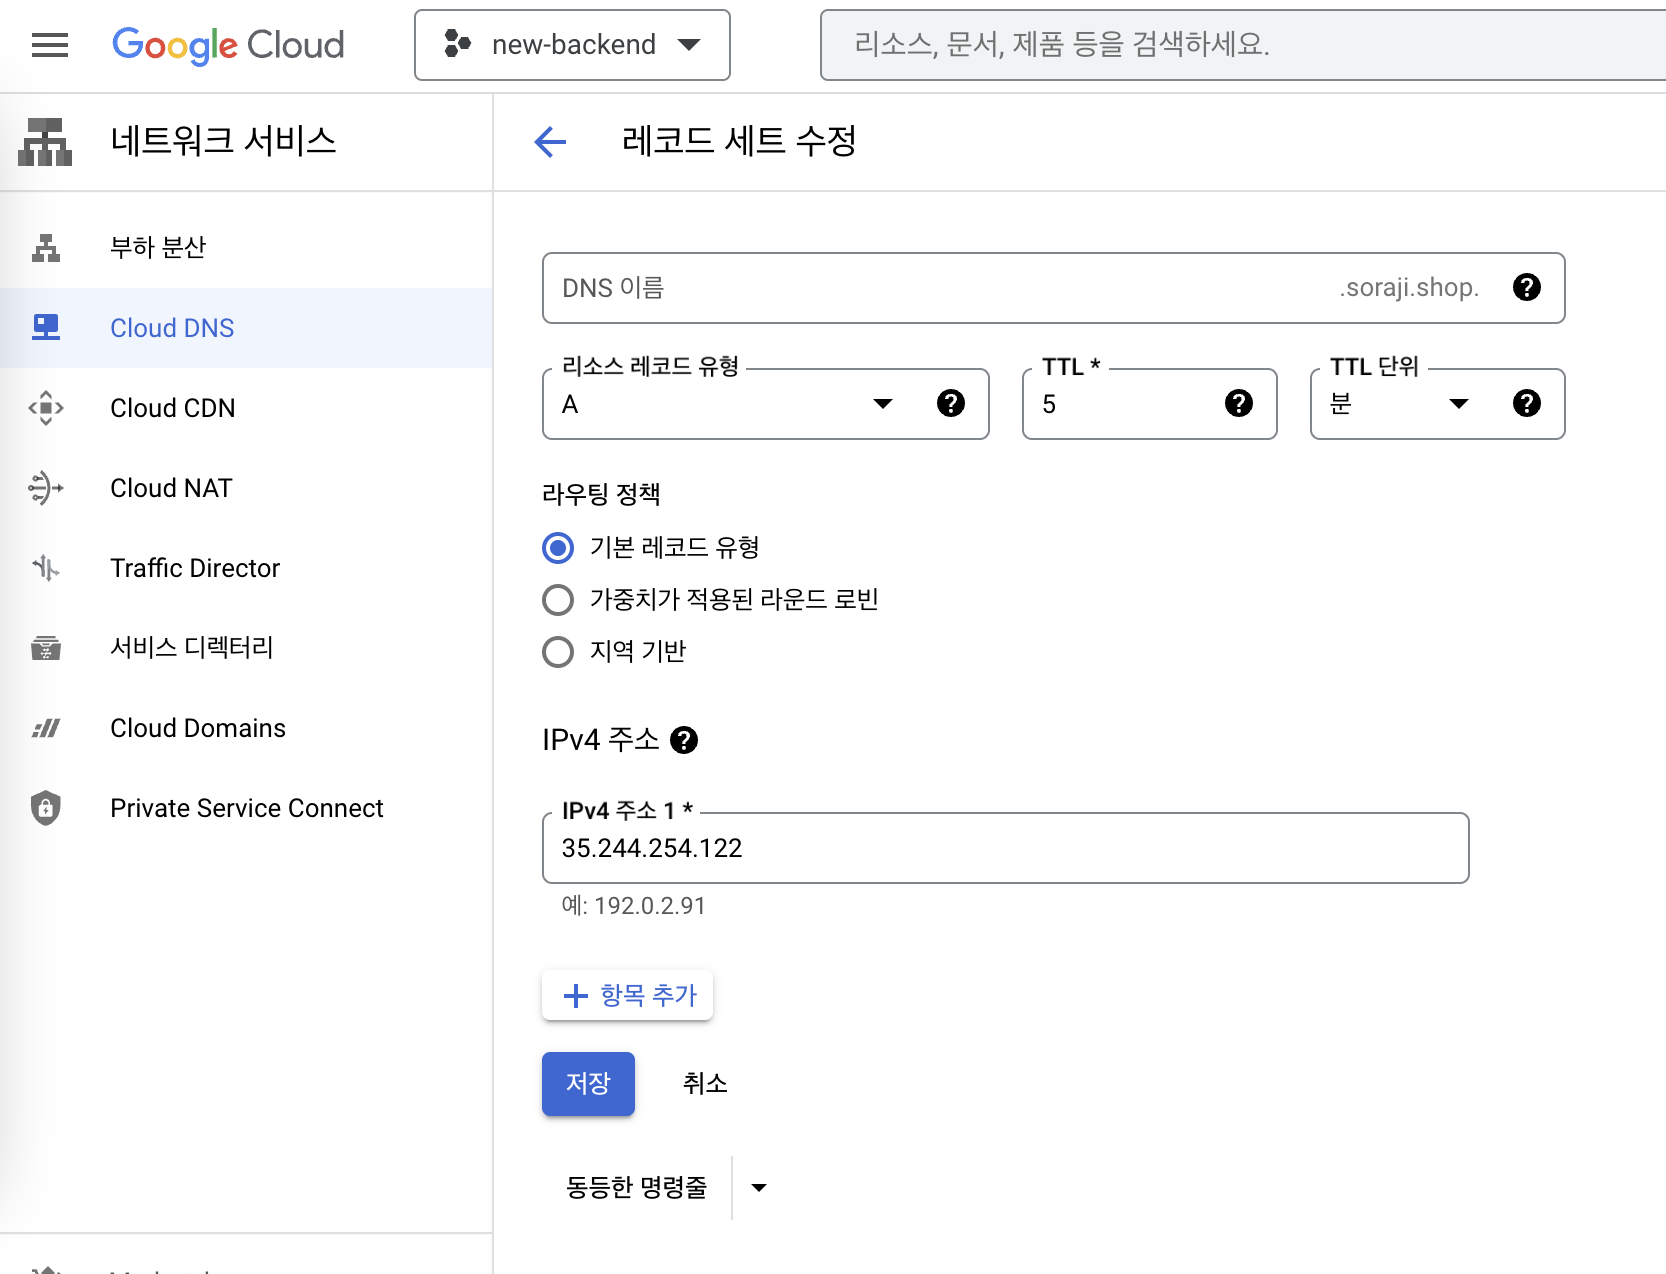 Google Cloud
new-backend
리소스, 문서, 제품 등을 검색하세요.
네트워크 서비스
부하 분산
Cloud DNS
Cloud CDN
Cloud NAT
Traffic Director
서비스 디렉터리
Cloud Domains
Private Service Connect
레코드 세트 수정
DNS 이름 .soraji.shop.
리소스 레코드 유형 TTL * TTL 단위
A 5 분
라우팅 정책
기본 레코드 유형
가중치가 적용된 라운드 로빈
지역 기반
IPv4 주소
IPv4 주소 1 *
35.244.254.122
예: 192.0.2.91
항목 추가
저장 취소
동등한 명령줄